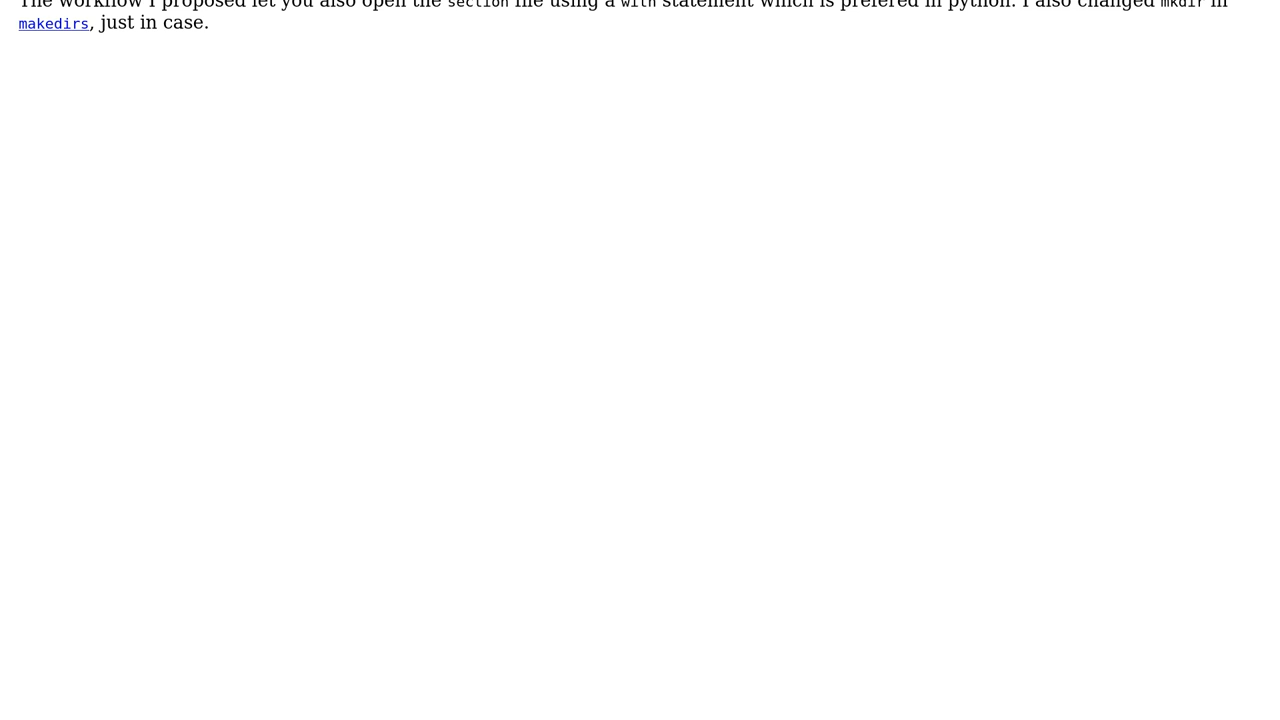 The workflow I proposed let you also open the section file using a with statement which is prefered in python. I also changed mkdir in
makedirs, just in case.